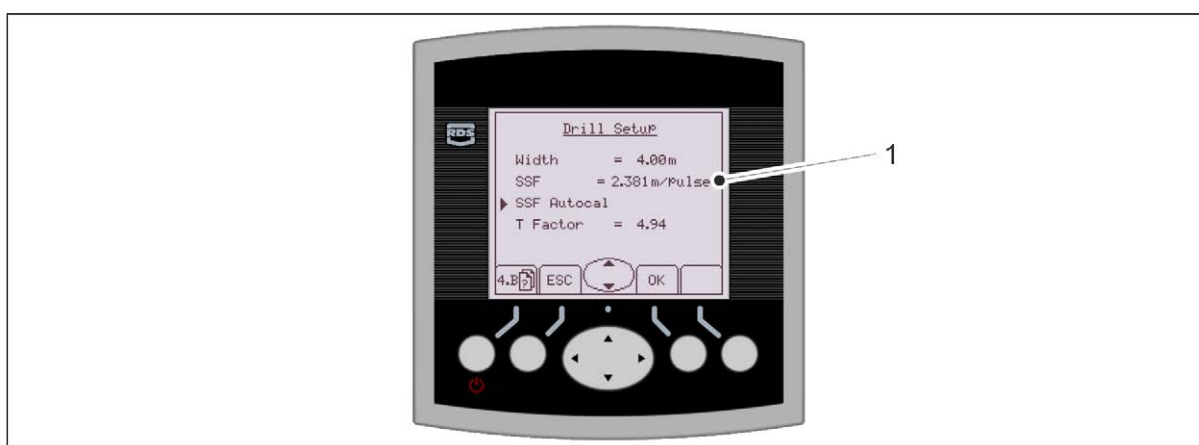 RDS
Drill Setup
Width = 4.00m
SSF = 2.381m/pulse
SSF Autocal
T Factor = 4.94
4.B ? ESC OK
1